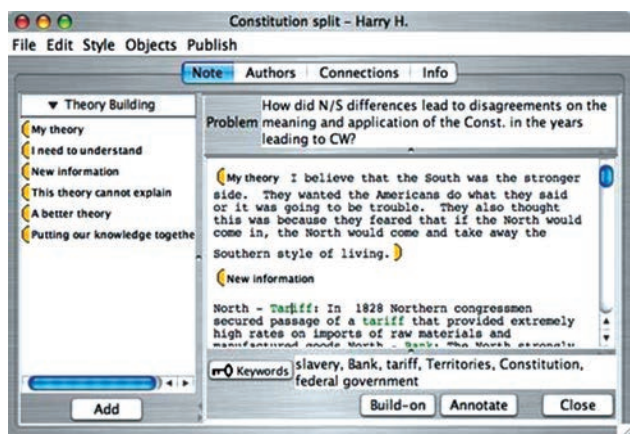 Constitution split – Harry H.
File Edit Style Objects Publish
Note Authors Connections Info
▼ Theory Building
My theory
I need to understand
New information
This theory cannot explain
A better theory
Putting our knowledge togethe
Problem
How did N/S differences lead to disagreements on the
meaning and application of the Const. in the years
leading to CW?
My theory I believe that the South was the stronger
side. They wanted the Americans do what they said
or it was going to be trouble. They also thought
this was because they feared that if the North would
come in, the North would come and take away the
Southern style of living.
New information
North - Tariff: In 1828 Northern congressmen
secured passage of a tariff that provided extremely
high rates on imports of raw materials and
manufactured goods North - Bank: The North strongly
Keywords
slavery, Bank, tariff, Territories, Constitution,
federal government
Add
Build-on Annotate Close